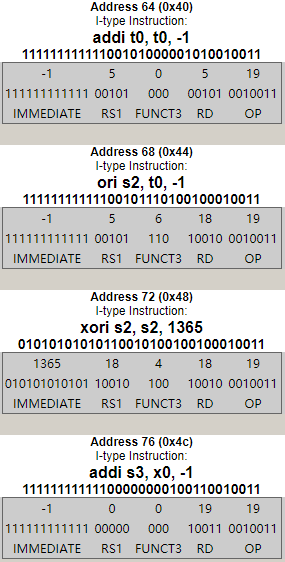 Address 64 (0x40)
I-type Instruction:
addi t0, t0, -1
11111111111100101000001010010011
-1 5 0 5 19
111111111111 00101 000 00101 0010011
IMMEDIATE RS1 FUNCT3 RD OP
Address 68 (0x44)
I-type Instruction:
ori s2, t0, -1
11111111111100101110100100010011
-1 5 6 18 19
111111111111 00101 110 10010 0010011
IMMEDIATE RS1 FUNCT3 RD OP
Address 72 (0x48)
I-type Instruction:
xori s2, s2, 1365
01010101010110010100100100010011
1365 18 4 18 19
010101010101 10010 100 10010 0010011
IMMEDIATE RS1 FUNCT3 RD OP
Address 76 (0x4c)
I-type Instruction:
addi s3, x0, -1
11111111111100000000100110010011
-1 0 0 19 19
111111111111 00000 000 10011 0010011
IMMEDIATE RS1 FUNCT3 RD OP